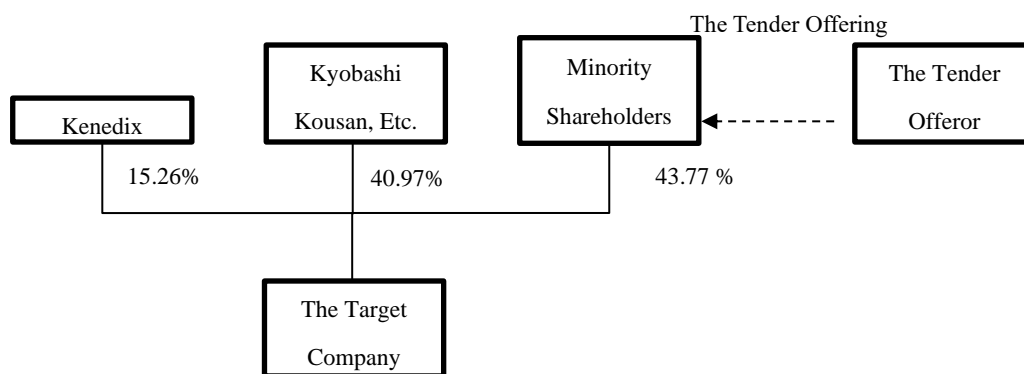 The Tender Offering
Kenedix
Kyobashi
Kousan, Etc.
Minority
Shareholders
The Tender
Offeror
15.26%
40.97%
43.77 %
The Target
Company